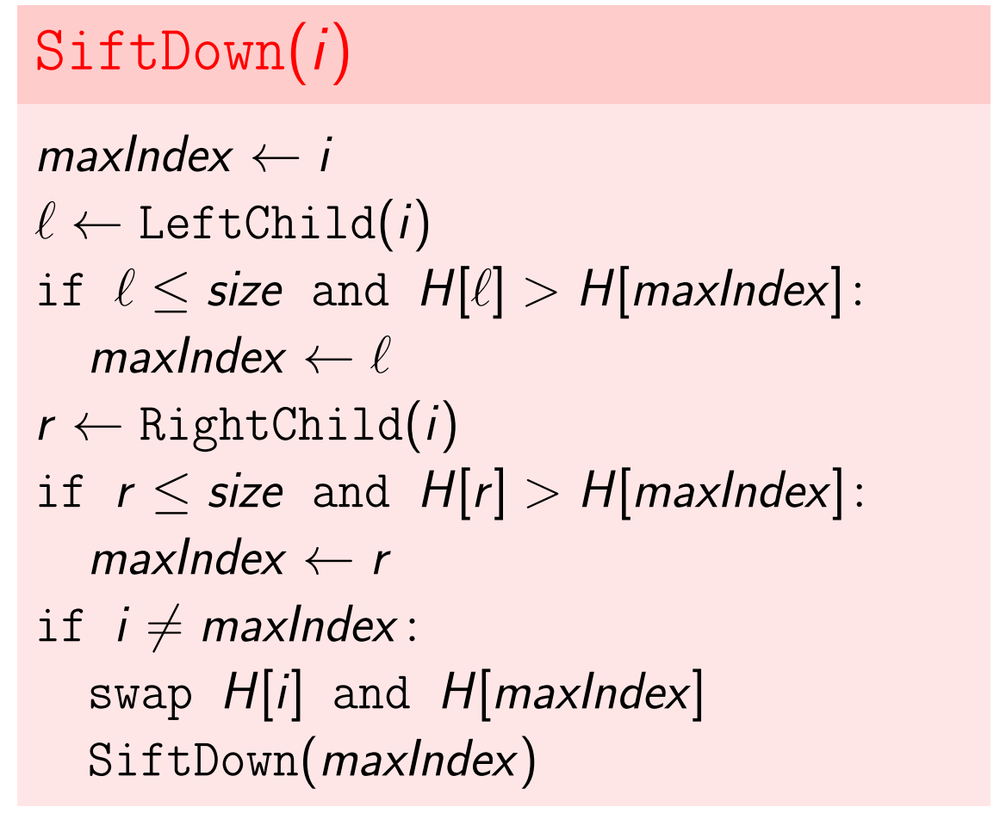 SiftDown(i)
maxIndex ← i
ℓ ← LeftChild(i)
if ℓ ≤ size and H[ℓ] > H[maxIndex]:
maxIndex ← ℓ
r ← RightChild(i)
if r ≤ size and H[r] > H[maxIndex]:
maxIndex ← r
if i ≠ maxIndex:
swap H[i] and H[maxIndex]
SiftDown(maxIndex)